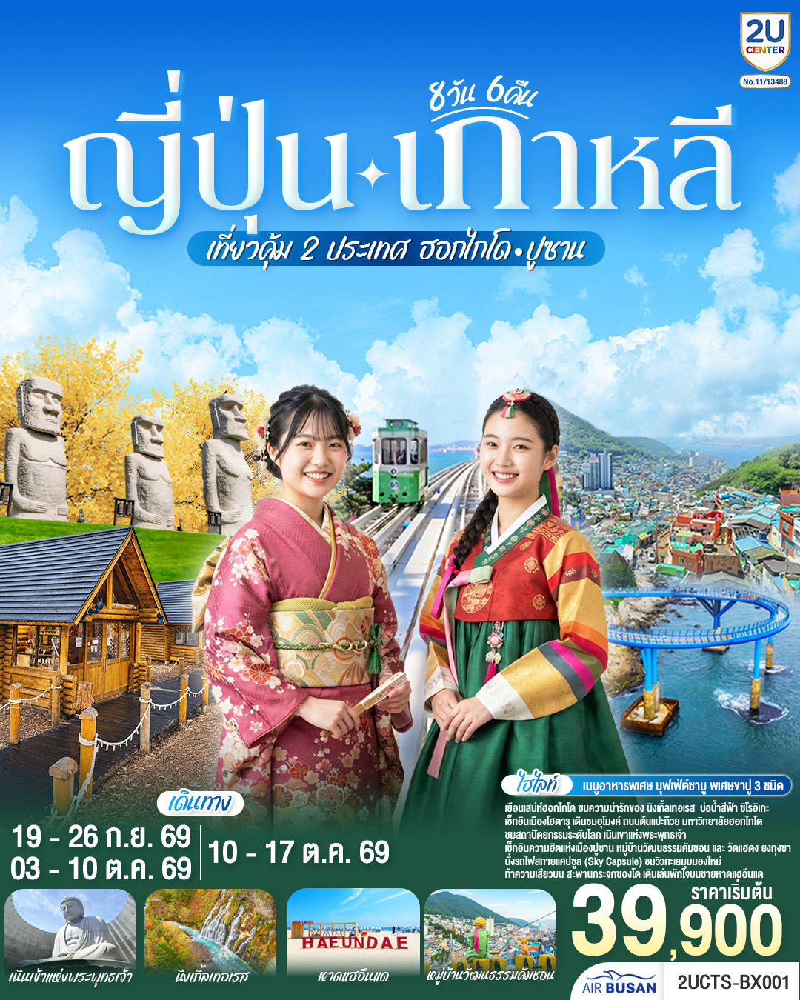 2U
CENTER
No.11/13488
8วัน 6คืน
ญี่ปุ่น เกาหลี
เที่ยวคุ้ม 2 ประเทศ ฮอกไกโด • ปูซาน
ไฮไลท์
เมนูอาหารพิเศษ บุฟเฟ่ต์ชาบู พิเศษขาปู 3 ชนิด
เยือนเสน่ห์ฮอกไกโด ชมความน่ารักของ นิงเกิ้ลเทอเรส บ่อน้ำสีฟ้า ชิโรอิเกะ
เช็กอินเมืองโอตารุ เดินชมอุโมงค์ ถนนต้นแปะก๊วย มหาวิทยาลัยฮอกไกโด
ชมสถาปัตยกรรมระดับโลก เนินเขาแห่งพระพุทธเจ้า
เช็กอินความฮิตแห่งเมืองปูซาน หมู่บ้านวัฒนธรรมคัมชอน และ วัดแฮดง ยงกุงซา
นั่งรถไฟสกายแคปซูล (Sky Capsule) ชมวิวทะเลมุมมองใหม่
ท้าความเสียวบน สะพานกระจกชองโด เดินเล่นพักใจบนชายหาดแฮอึนแด
เดินทาง
19 - 26 ก.ย. 69
03 - 10 ต.ค. 69
10 - 17 ต.ค. 69
ราคาเริ่มต้น
39,900
HAEUNDAE
เนินเข้าแห่งพระพุทธเจ้า
นิงเกิ้ลเทอเรส
หาดแฮอึนแด
หมู่บ้านวัฒนธรรมคัมชอน
AIR BUSAN
2UCTS-BX001